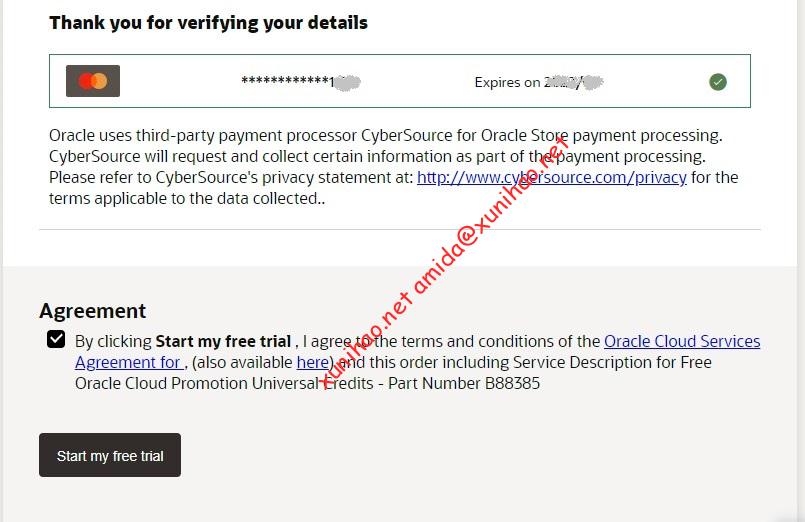 Thank you for verifying your details
************1
Expires on
Oracle uses third-party payment processor CyberSource for Oracle Store payment processing.
CyberSource will request and collect certain information as part of the payment processing.
Please refer to CyberSource's privacy statement at: http://www.cybersource.com/privacy for the
terms applicable to the data collected..
xunihao.net amida@xunihao.net
Agreement
By clicking Start my free trial , I agree to the terms and conditions of the Oracle Cloud Services
Agreement for , (also available here) and this order including Service Description for Free
Oracle Cloud Promotion Universal Credits - Part Number B88385
Start my free trial